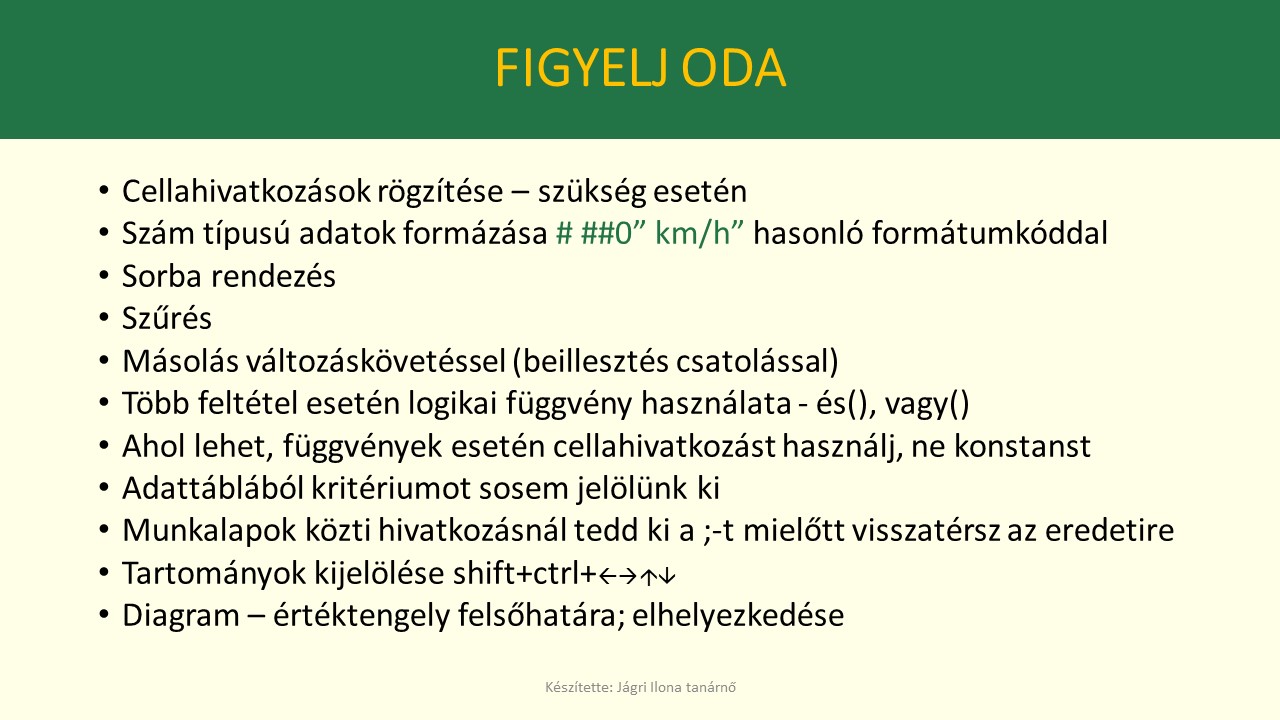 FIGYELJ ODA
• Cellahivatkozások rögzítése – szükség esetén
• Szám típusú adatok formázása # ##0” km/h” hasonló formátumkóddal
• Sorba rendezés
• Szűrés
• Másolás változáskövetéssel (beillesztés csatolással)
• Több feltétel esetén logikai függvény használata - és(), vagy()
• Ahol lehet, függvények esetén cellahivatkozást használj, ne konstanst
• Adattáblából kritériumot sosem jelölünk ki
• Munkalapok közti hivatkozásnál tedd ki a ;-t mielőtt visszatérsz az eredetire
• Tartományok kijelölése shift+ctrl+←→↑↓
• Diagram – értéktengely felsőhatára; elhelyezkedése
Készítette: Jágri Ilona tanárnő